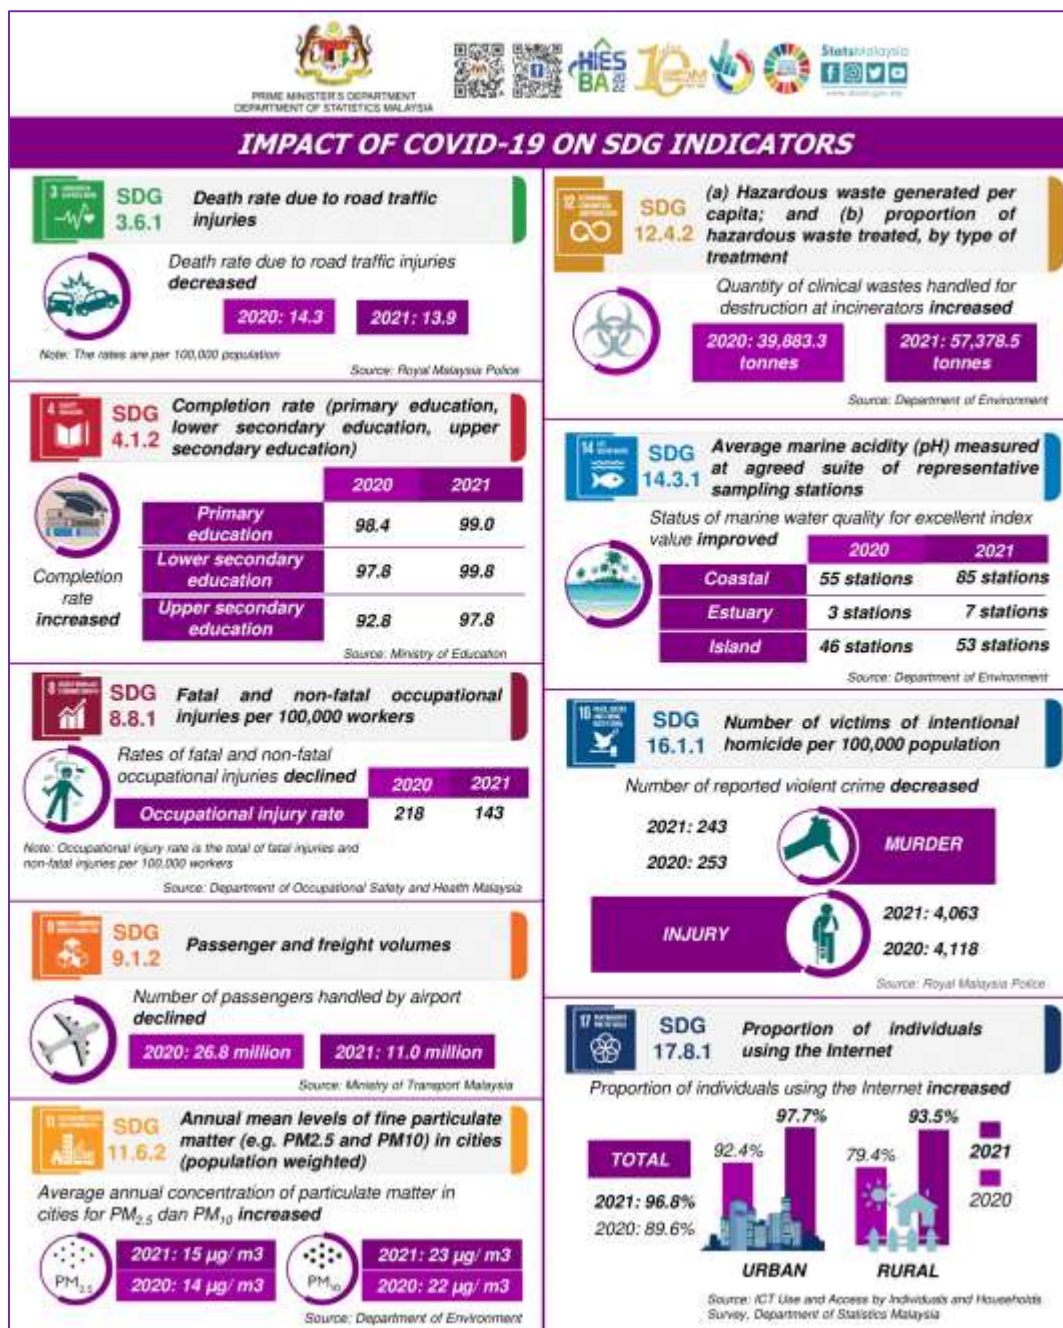 PRIME MINISTER'S DEPARTMENT
DEPARTMENT OF STATISTICS MALAYSIA
HIES
BA
StatsMalaysia
IMPACT OF COVID-19 ON SDG INDICATORS
3
SDG
3.6.1
Death rate due to road traffic
injuries
Death rate due to road traffic injuries
decreased
2020: 14.3
2021: 13.9
Note: The rates are per 100,000 population
Source: Royal Malaysia Police
4
SDG
4.1.2
Completion rate (primary education,
lower secondary education, upper
secondary education)
2020 2021
Primary
education 98.4 99.0
Lower secondary
education 97.8 99.8
Upper secondary
education 92.8 97.8
Completion
rate
increased
Source: Ministry of Education
8
SDG
8.8.1
Fatal and non-fatal occupational
injuries per 100,000 workers
Rates of fatal and non-fatal
occupational injuries declined
2020 2021
Occupational injury rate 218 143
Note: Occupational injury rate is the total of fatal injuries and
non-fatal injuries per 100,000 workers
Source: Department of Occupational Safety and Health Malaysia
9
SDG
9.1.2
Passenger and freight volumes
Number of passengers handled by airport
declined
2020: 26.8 million
2021: 11.0 million
Source: Ministry of Transport Malaysia
11
SDG
11.6.2
Annual mean levels of fine particulate
matter (e.g. PM2.5 and PM10) in cities
(population weighted)
Average annual concentration of particulate matter in
cities for PM2.5 dan PM10 increased
PM2.5
2021: 15 µg/ m3
2020: 14 µg/ m3
PM10
2021: 23 µg/ m3
2020: 22 µg/ m3
Source: Department of Environment
12
SDG
12.4.2
(a) Hazardous waste generated per
capita; and (b) proportion of
hazardous waste treated, by type of
treatment
Quantity of clinical wastes handled for
destruction at incinerators increased
2020: 39,883.3
tonnes
2021: 57,378.5
tonnes
Source: Department of Environment
14
SDG
14.3.1
Average marine acidity (pH) measured
at agreed suite of representative
sampling stations
Status of marine water quality for excellent index
value improved
2020 2021
Coastal 55 stations 85 stations
Estuary 3 stations 7 stations
Island 46 stations 53 stations
Source: Department of Environment
16
SDG
16.1.1
Number of victims of intentional
homicide per 100,000 population
Number of reported violent crime decreased
2021: 243
2020: 253
MURDER
INJURY
2021: 4,063
2020: 4,118
Source: Royal Malaysia Police
17
SDG
17.8.1
Proportion of individuals
using the Internet
Proportion of individuals using the Internet increased
TOTAL
2021: 96.8%
2020: 89.6%
92.4%
97.7%
79.4%
93.5%
2021
2020
URBAN
RURAL
Source: ICT Use and Access by Individuals and Households
Survey, Department of Statistics Malaysia